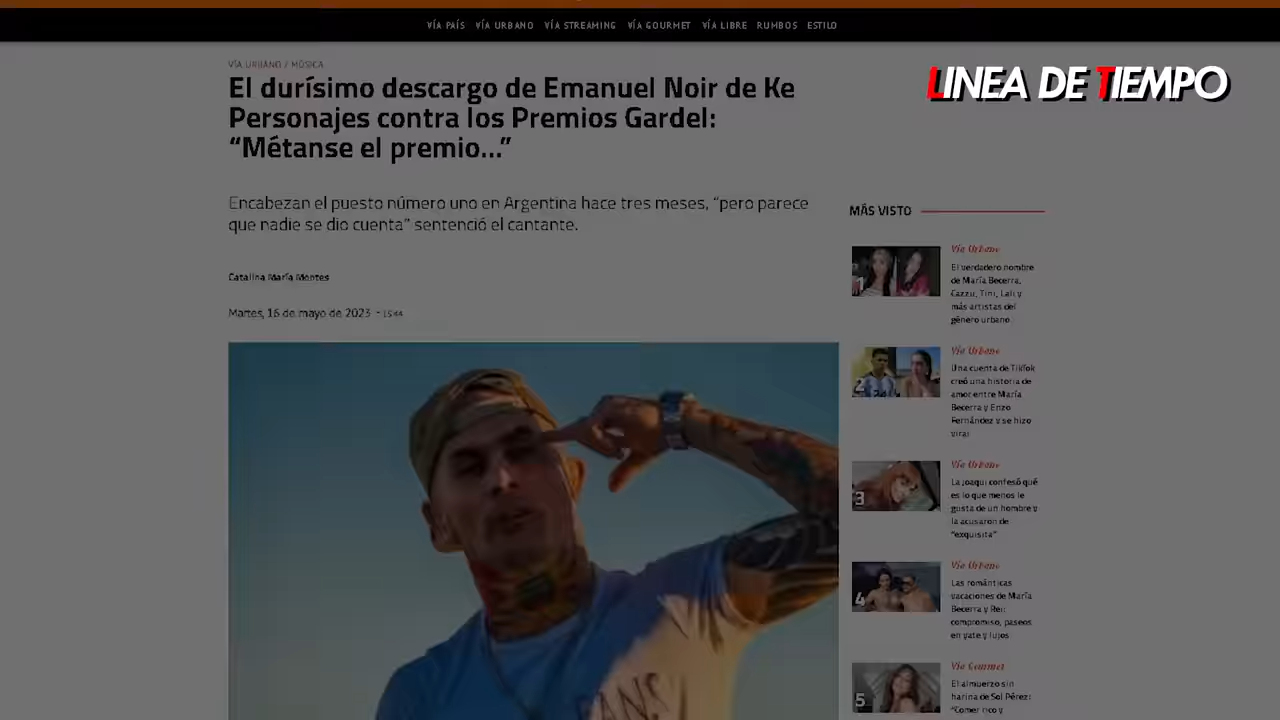 VÍA PAÍS VÍA URBANO VÍA STREAMING VÍA GOURMET VÍA LIBRE RUMBOS ESTILO
VÍA URBANO / MÚSICA
El durísimo descargo de Emanuel Noir de Ke
Personajes contra los Premios Gardel:
“Métanse el premio...”
LINEA DE TIEMPO
Encabezan el puesto número uno en Argentina hace tres meses, “pero parece
que nadie se dio cuenta” sentenció el cantante.
Catalina María Montes
Martes, 16 de mayo de 2023
MÁS VISTO
1
Vía Urbano
El verdadero nombre
de María Becerra,
Cazzu, Tini, Lali y
más artistas del
género urbano
2
Vía Urbano
Una cuenta de TikTok
creó una historia de
amor entre María
Becerra y Enzo
Fernández y se hizo
viral
3
Vía Urbano
La Joaqui confesó qué
es lo que menos le
gusta de un hombre y
la acusaron de
“exquisita”
4
Vía Urbano
Las románticas
vacaciones de María
Becerra y Rei:
compromiso, paseos
en yate y lujos
5
Vía Gourmet
El almuerzo sin
harina de Sol Pérez:
“Comer rico y